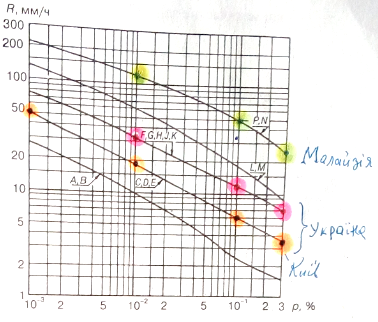 R, мм/ч
300
200
100
50
20
10
5
2
1
P,N
Малайзія
F,G,H,J,K
L,M
A,B
C,D,E
Україна
Київ
10⁻³ 2 5 10⁻² 2 5 10⁻¹ 2 3 p, %